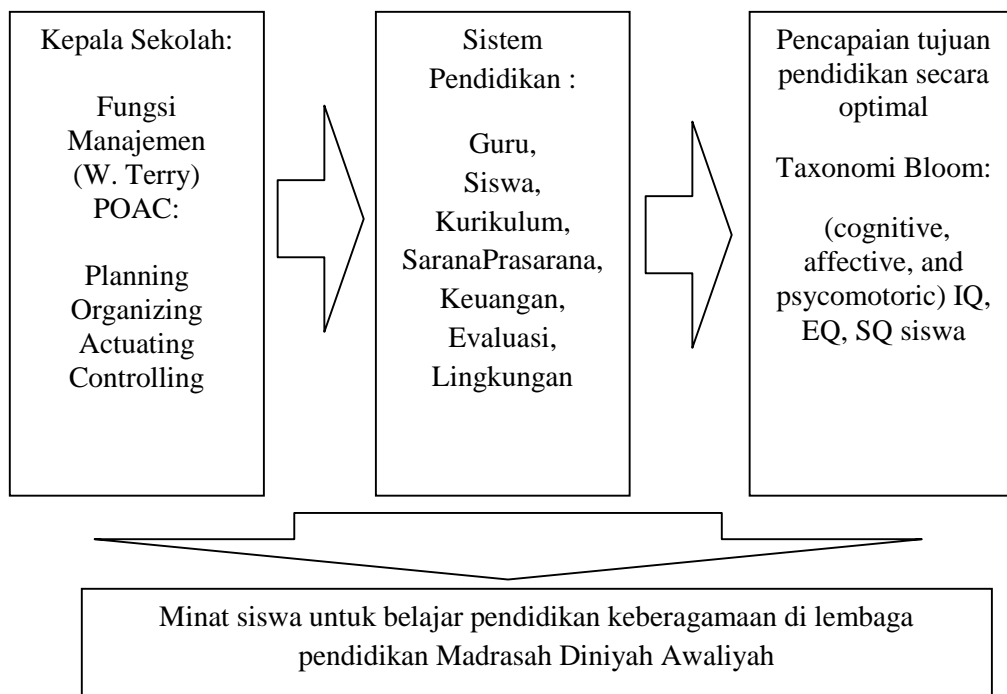 Kepala Sekolah:
Fungsi
Manajemen
(W. Terry)
POAC:
Planning
Organizing
Actuating
Controlling
Sistem
Pendidikan :
Guru,
Siswa,
Kurikulum,
SaranaPrasarana,
Keuangan,
Evaluasi,
Lingkungan
Pencapaian tujuan
pendidikan secara
optimal
Taxonomi Bloom:
(cognitive,
affective, and
psycomotoric) IQ,
EQ, SQ siswa
Minat siswa untuk belajar pendidikan keberagamaan di lembaga
pendidikan Madrasah Diniyah Awaliyah